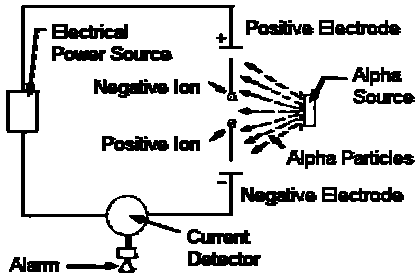 Electrical
Power Source
+
Positive Electrode
Negative Ion
Alpha
Source
Positive Ion
Alpha Particles
−
Negative Electrode
Current
Detector
Alarm